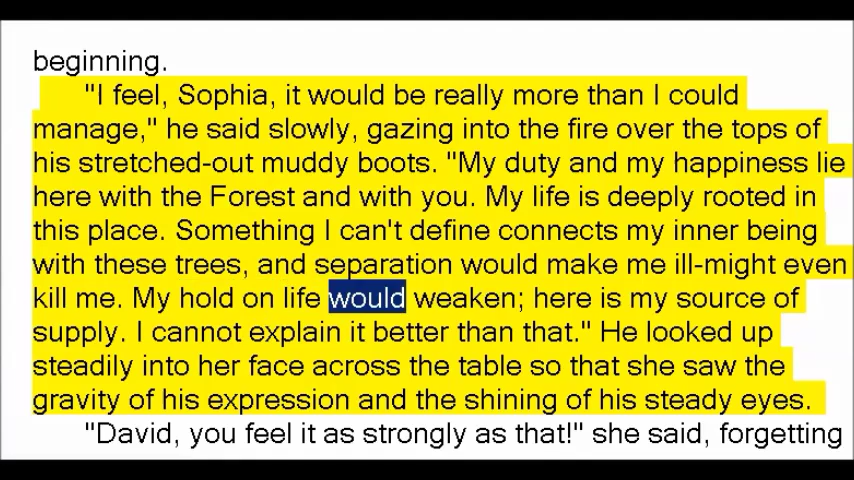 beginning.
"I feel, Sophia, it would be really more than I could
manage," he said slowly, gazing into the fire over the tops of
his stretched-out muddy boots. "My duty and my happiness lie
here with the Forest and with you. My life is deeply rooted in
this place. Something I can't define connects my inner being
with these trees, and separation would make me ill-might even
kill me. My hold on life would weaken; here is my source of
supply. I cannot explain it better than that." He looked up
steadily into her face across the table so that she saw the
gravity of his expression and the shining of his steady eyes.
"David, you feel it as strongly as that!" she said, forgetting